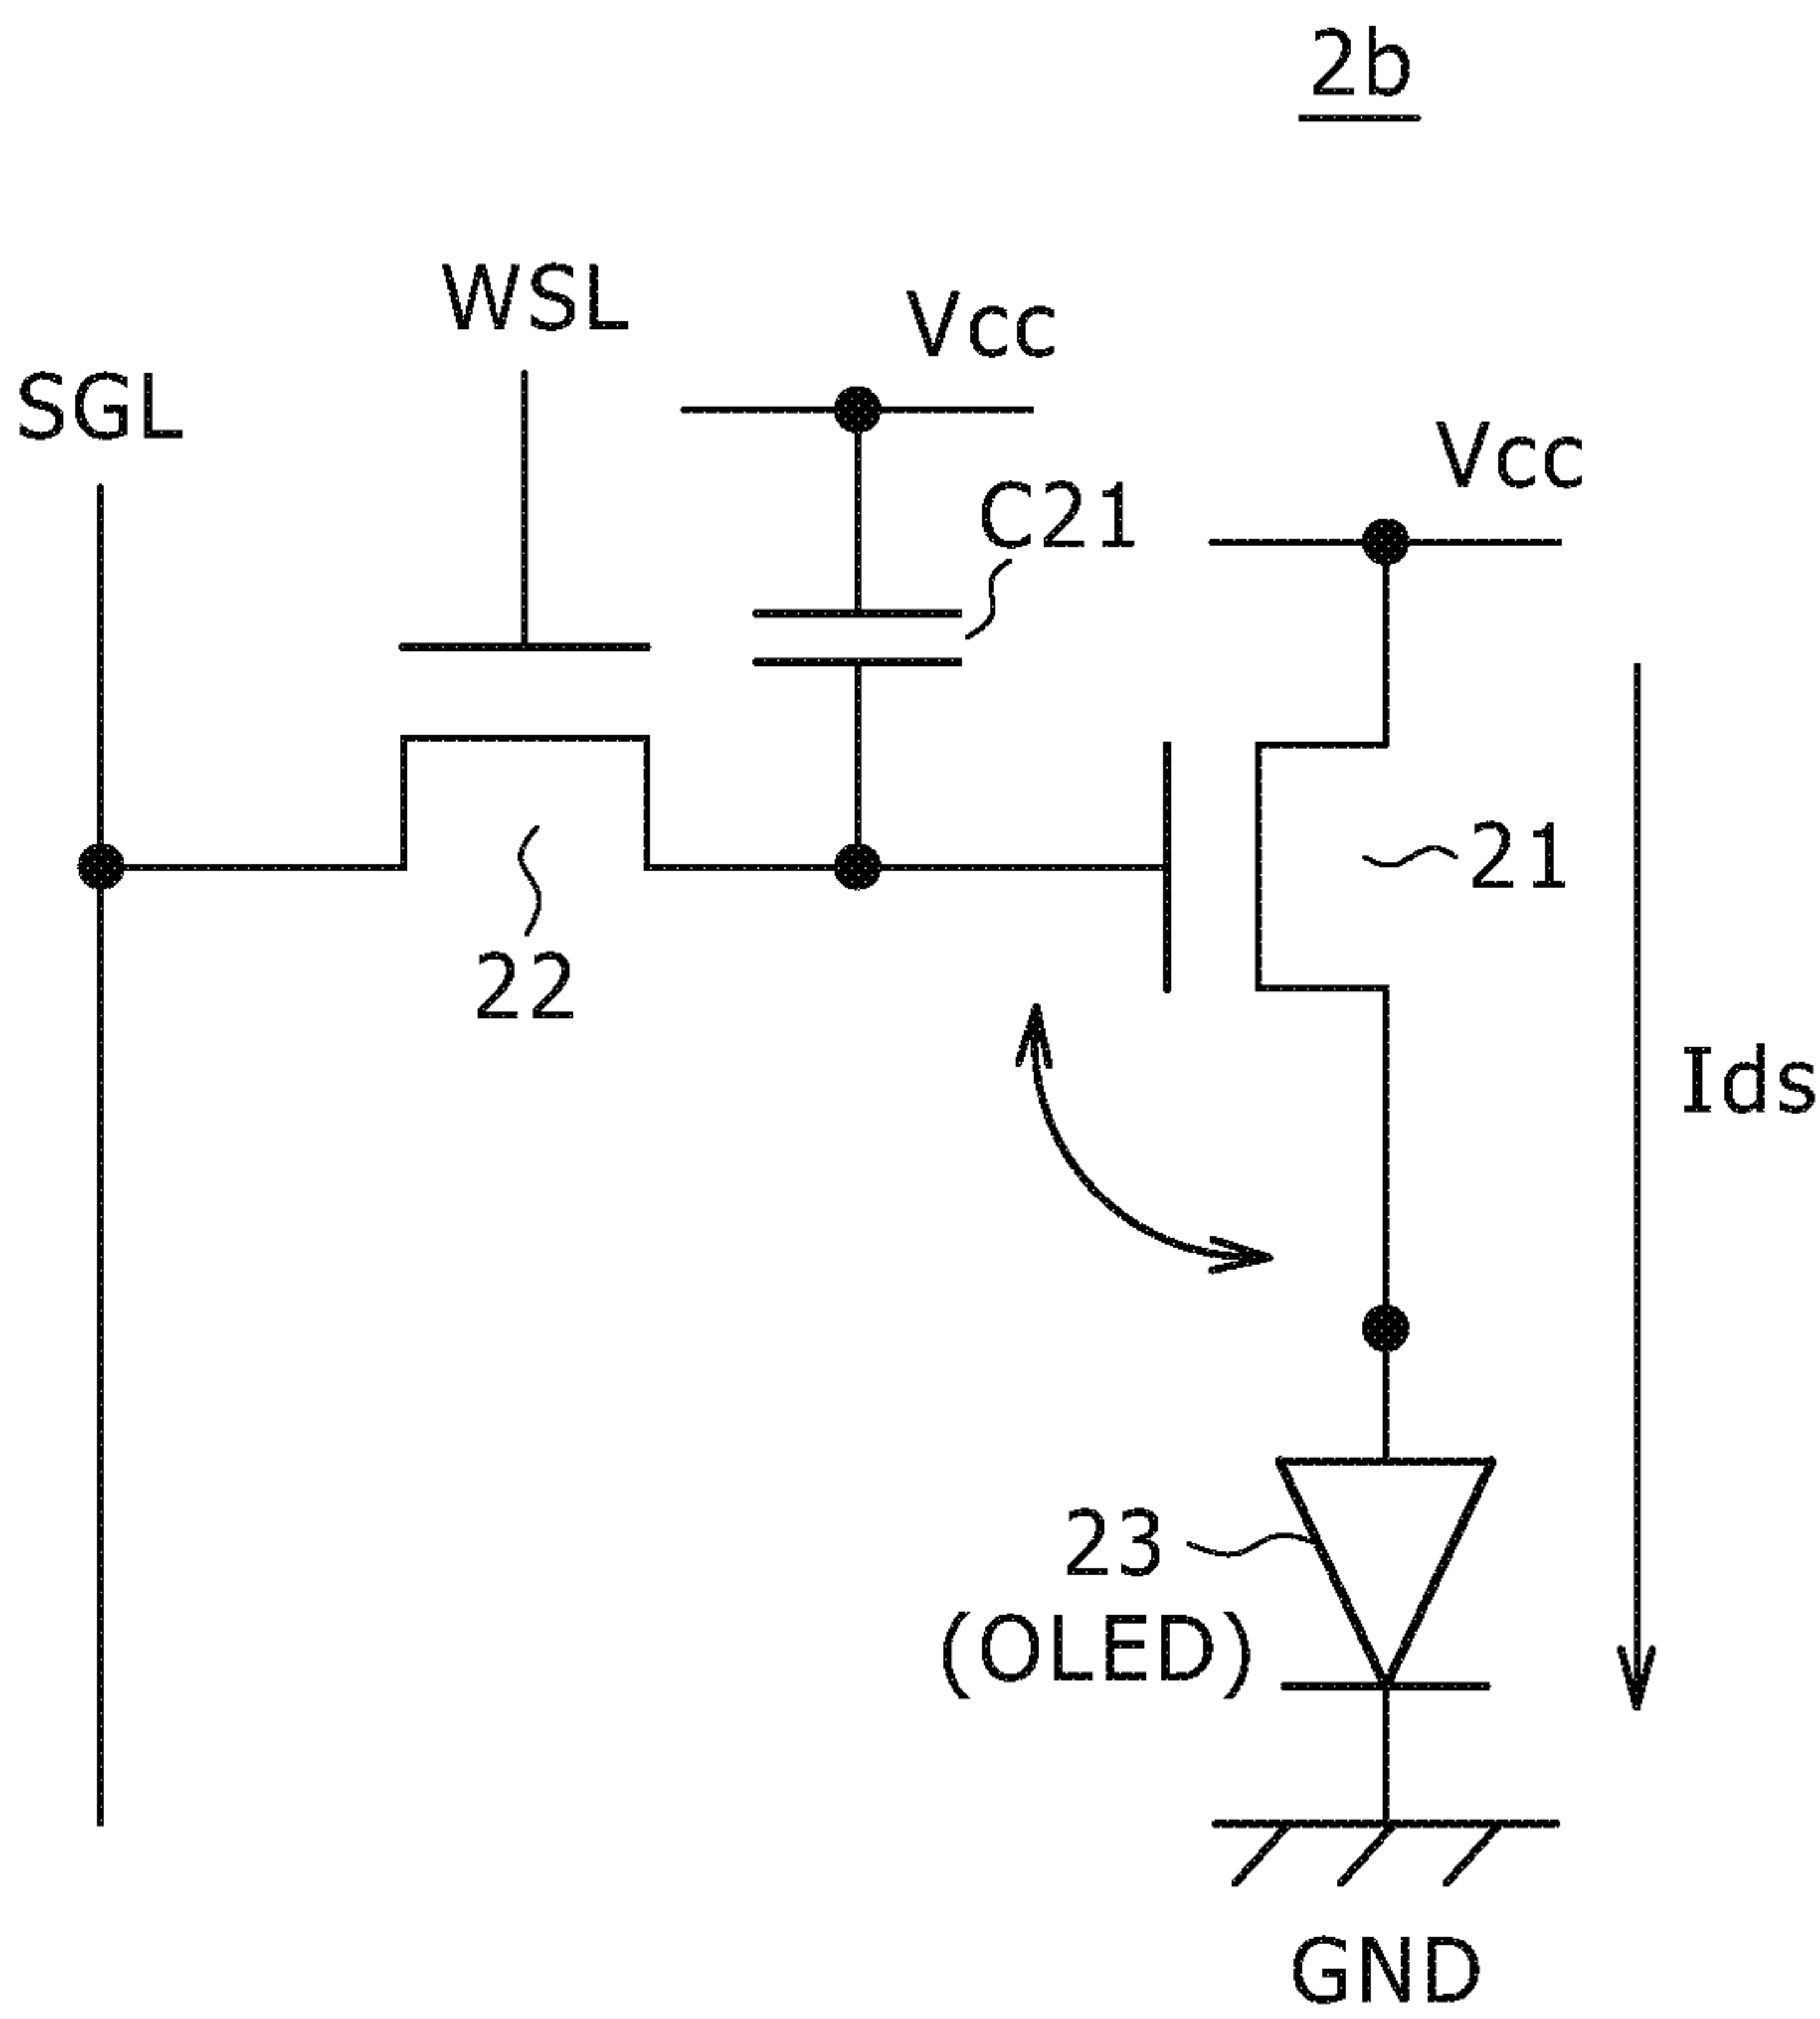 2b
WSL
Vcc
SGL
Vcc
C21
21
22
Ids
23
(OLED)
GND